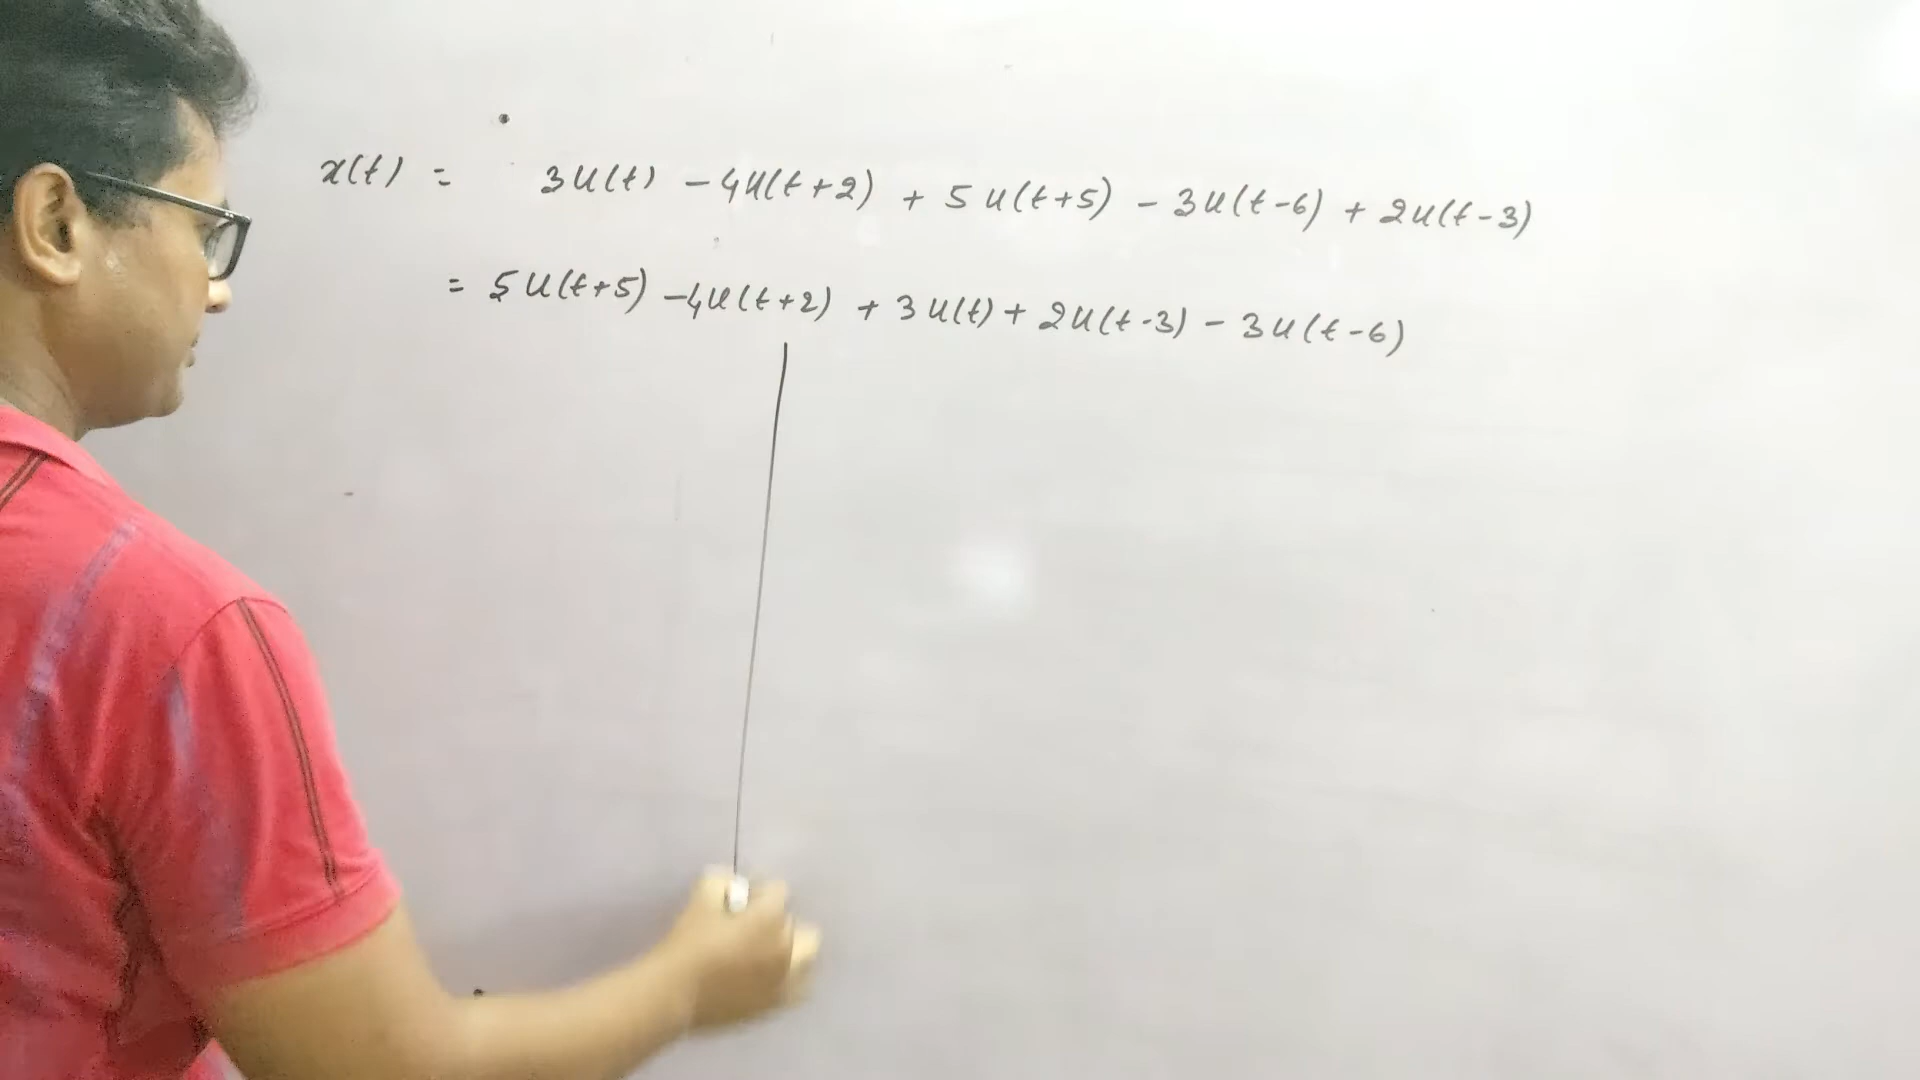 x(t) = 3u(t) - 4u(t+2) + 5u(t+5) - 3u(t-6) + 2u(t-3)
= 5u(t+5) - 4u(t+2) + 3u(t) + 2u(t-3) - 3u(t-6)